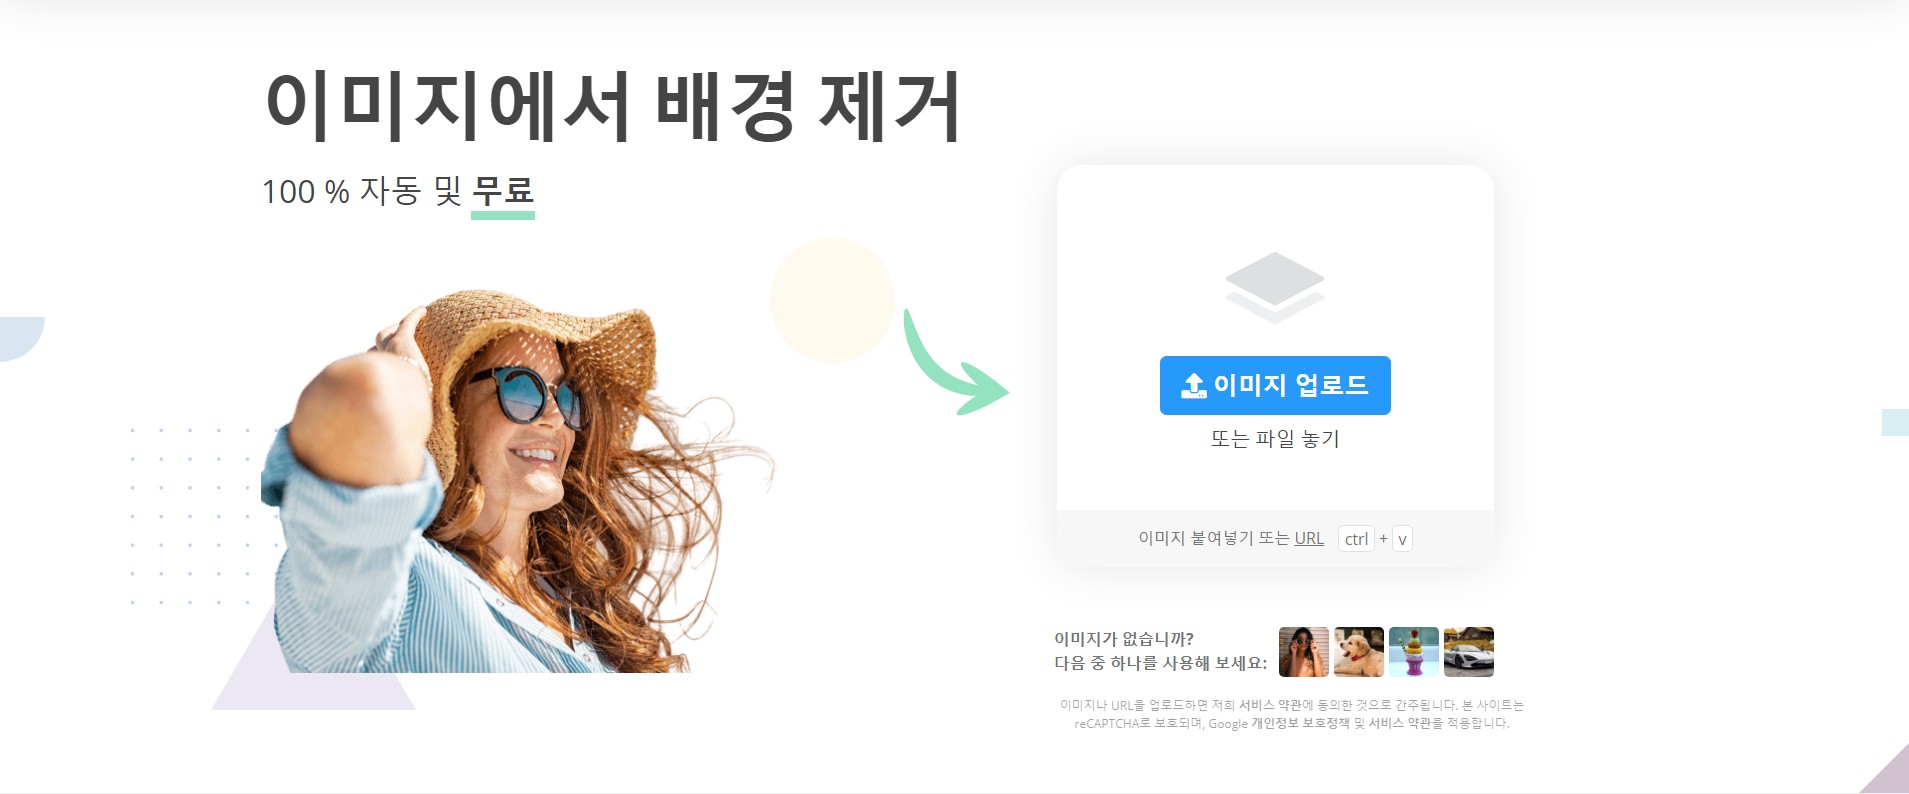 이미지에서 배경 제거
100 % 자동 및 무료
이미지 업로드
또는 파일 놓기
이미지 붙여넣기 또는 URL ctrl + v
이미지가 없습니까?
다음 중 하나를 사용해 보세요:
이미지나 URL을 업로드하면 저희 서비스 약관에 동의한 것으로 간주됩니다. 본 사이트는
reCAPTCHA로 보호되며, Google 개인정보 보호정책 및 서비스 약관을 적용합니다.